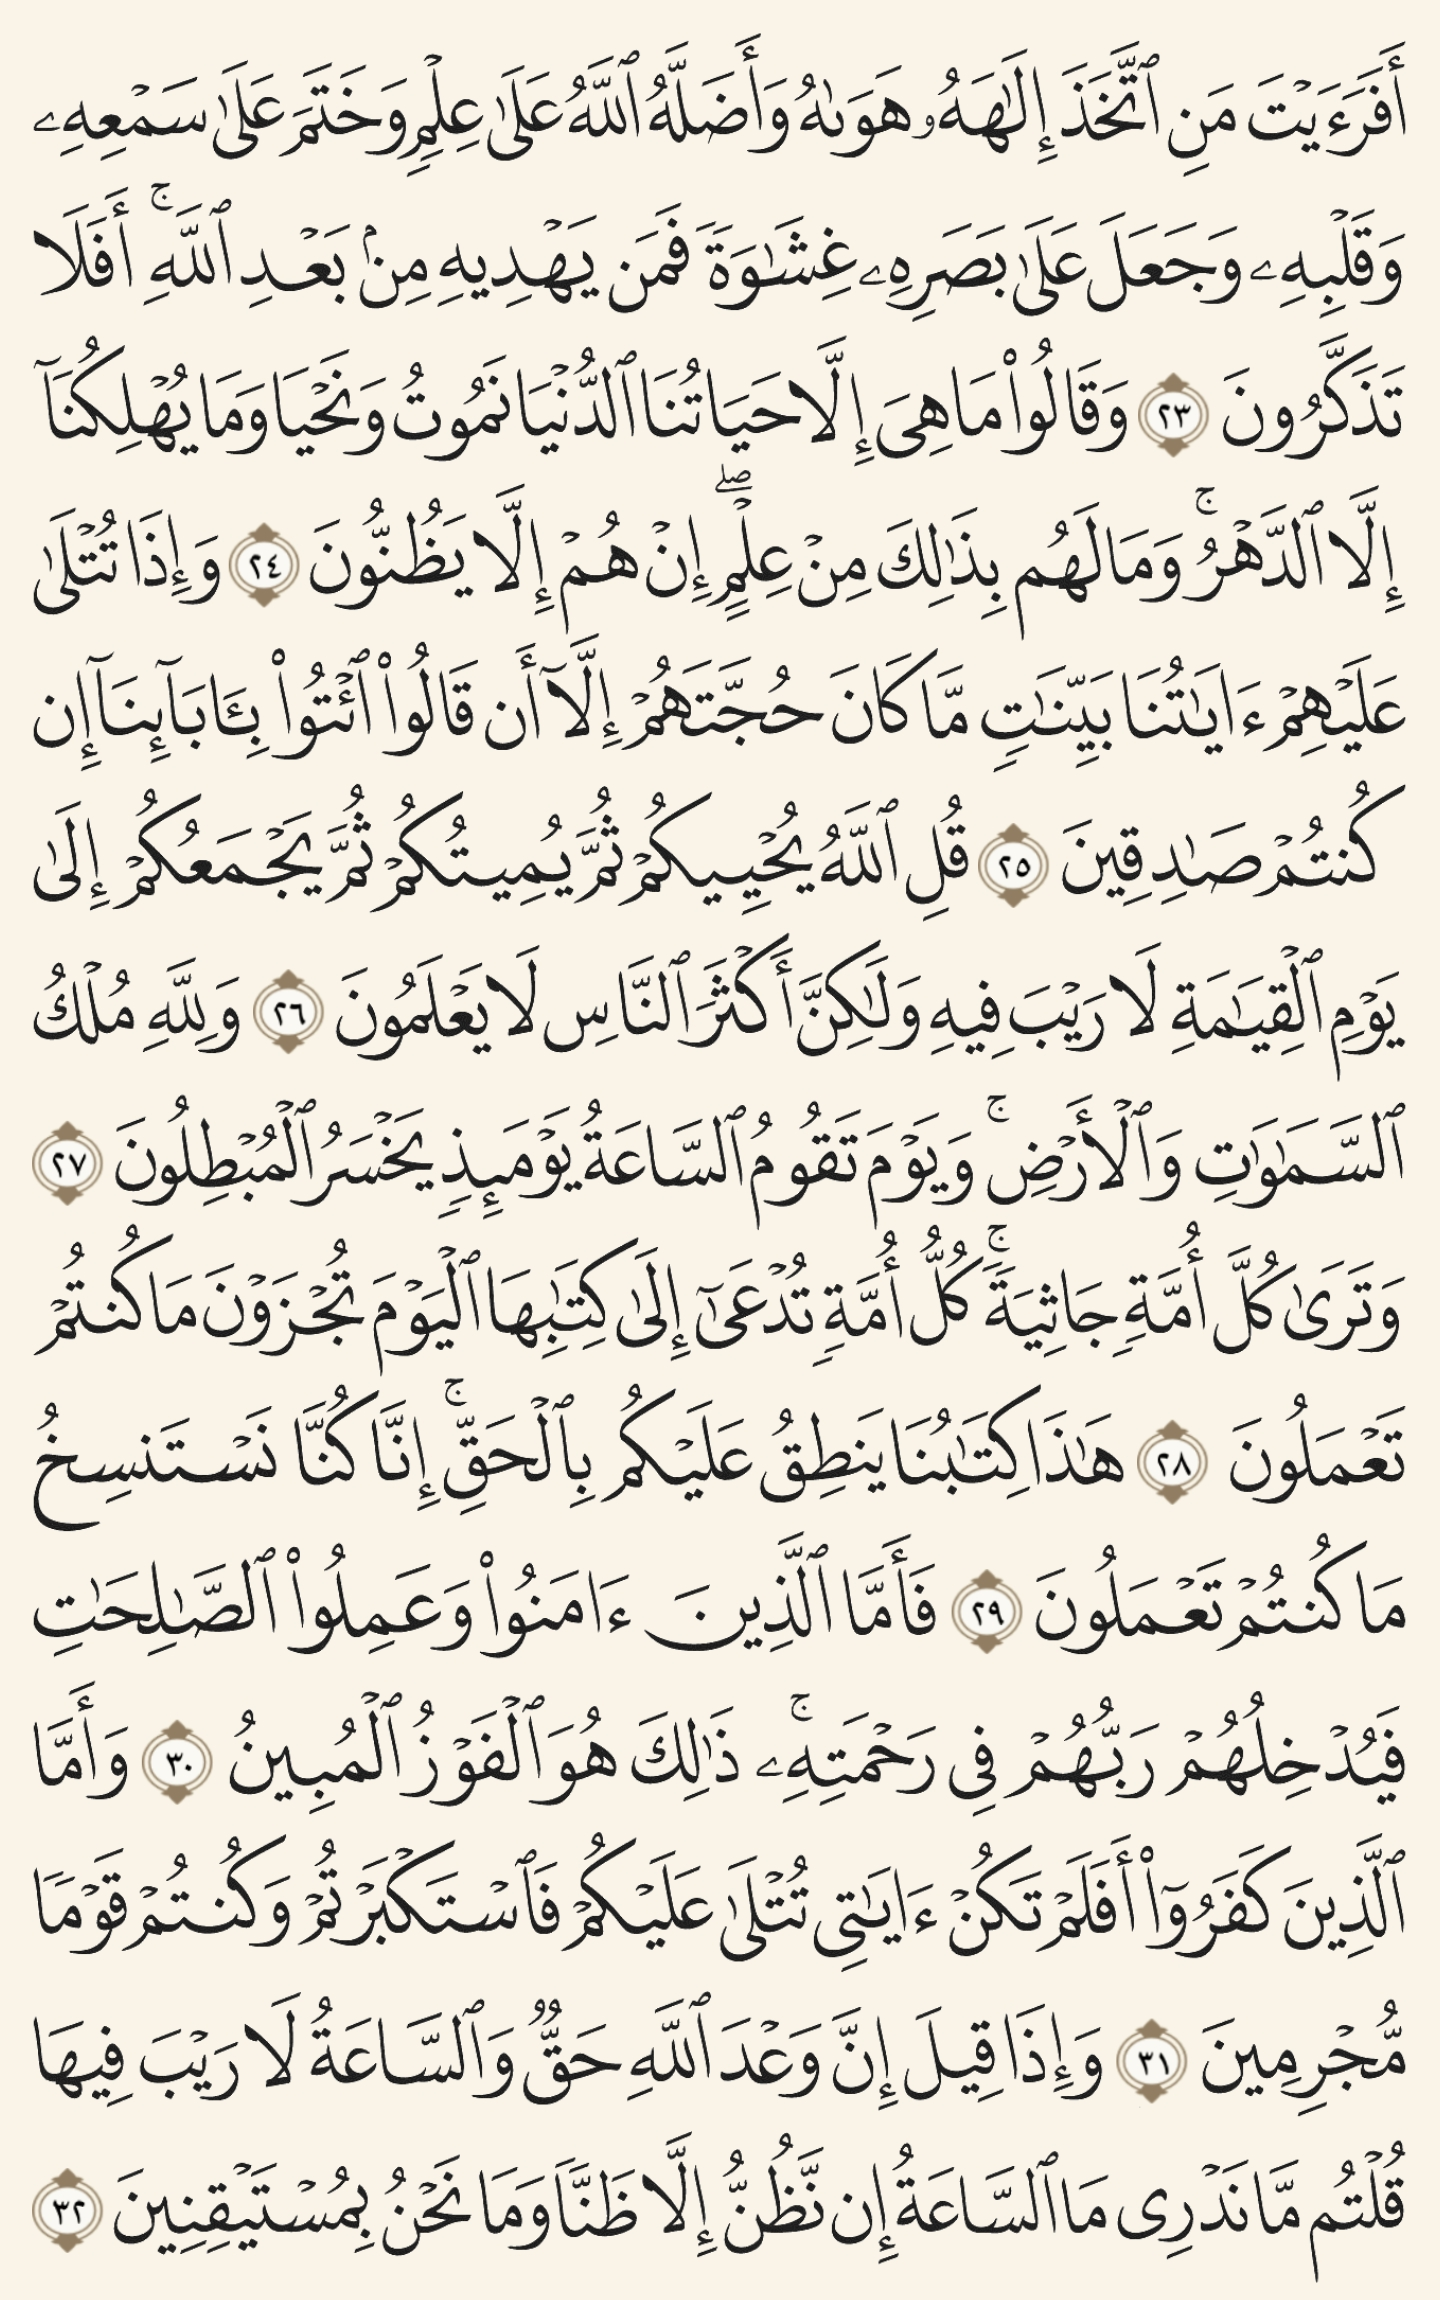 أَفَرَءَيْتَ مَنِ ٱتَّخَذَ إِلَٰهَهُۥ هَوَىٰهُ وَأَضَلَّهُ ٱللَّهُ عَلَىٰ عِلْمٍ وَخَتَمَ عَلَىٰ سَمْعِهِۦ
وَقَلْبِهِۦ وَجَعَلَ عَلَىٰ بَصَرِهِۦ غِشَٰوَةً فَمَن يَهْدِيهِ مِنۢ بَعْدِ ٱللَّهِۚ أَفَلَا
تَذَكَّرُونَ ٢٣ وَقَالُوا۟ مَا هِىَ إِلَّا حَيَاتُنَا ٱلدُّنْيَا نَمُوتُ وَنَحْيَا وَمَا يُهْلِكُنَآ
إِلَّا ٱلدَّهْرُۚ وَمَا لَهُم بِذَٰلِكَ مِنْ عِلْمٍۖ إِنْ هُمْ إِلَّا يَظُنُّونَ ٢٤ وَإِذَا تُتْلَىٰ
عَلَيْهِمْ ءَايَٰتُنَا بَيِّنَٰتٍ مَّا كَانَ حُجَّتَهُمْ إِلَّآ أَن قَالُوا۟ ٱئْتُوا۟ بِـَٔابَآئِنَآ إِن
كُنتُمْ صَٰدِقِينَ ٢٥ قُلِ ٱللَّهُ يُحْيِيكُمْ ثُمَّ يُمِيتُكُمْ ثُمَّ يَجْمَعُكُمْ إِلَىٰ
يَوْمِ ٱلْقِيَٰمَةِ لَا رَيْبَ فِيهِ وَلَٰكِنَّ أَكْثَرَ ٱلنَّاسِ لَا يَعْلَمُونَ ٢٦ وَلِلَّهِ مُلْكُ
ٱلسَّمَٰوَٰتِ وَٱلْأَرْضِۚ وَيَوْمَ تَقُومُ ٱلسَّاعَةُ يَوْمَئِذٍ يَخْسَرُ ٱلْمُبْطِلُونَ ٢٧
وَتَرَىٰ كُلَّ أُمَّةٍ جَاثِيَةًۚ كُلُّ أُمَّةٍ تُدْعَىٰٓ إِلَىٰ كِتَٰبِهَا ٱلْيَوْمَ تُجْزَوْنَ مَا كُنتُمْ
تَعْمَلُونَ ٢٨ هَٰذَا كِتَٰبُنَا يَنطِقُ عَلَيْكُم بِٱلْحَقِّۚ إِنَّا كُنَّا نَسْتَنسِخُ
مَا كُنتُمْ تَعْمَلُونَ ٢٩ فَأَمَّا ٱلَّذِينَ ءَامَنُوا۟ وَعَمِلُوا۟ ٱلصَّٰلِحَٰتِ
فَيُدْخِلُهُمْ رَبُّهُمْ فِى رَحْمَتِهِۦۚ ذَٰلِكَ هُوَ ٱلْفَوْزُ ٱلْمُبِينُ ٣٠ وَأَمَّا
ٱلَّذِينَ كَفَرُوٓا۟ أَفَلَمْ تَكُنْ ءَايَٰتِى تُتْلَىٰ عَلَيْكُمْ فَٱسْتَكْبَرْتُمْ وَكُنتُمْ قَوْمًا
مُّجْرِمِينَ ٣١ وَإِذَا قِيلَ إِنَّ وَعْدَ ٱللَّهِ حَقٌّ وَٱلسَّاعَةُ لَا رَيْبَ فِيهَا
قُلْتُم مَّا نَدْرِى مَا ٱلسَّاعَةُ إِن نَّظُنُّ إِلَّا ظَنًّا وَمَا نَحْنُ بِمُسْتَيْقِنِينَ ٣٢